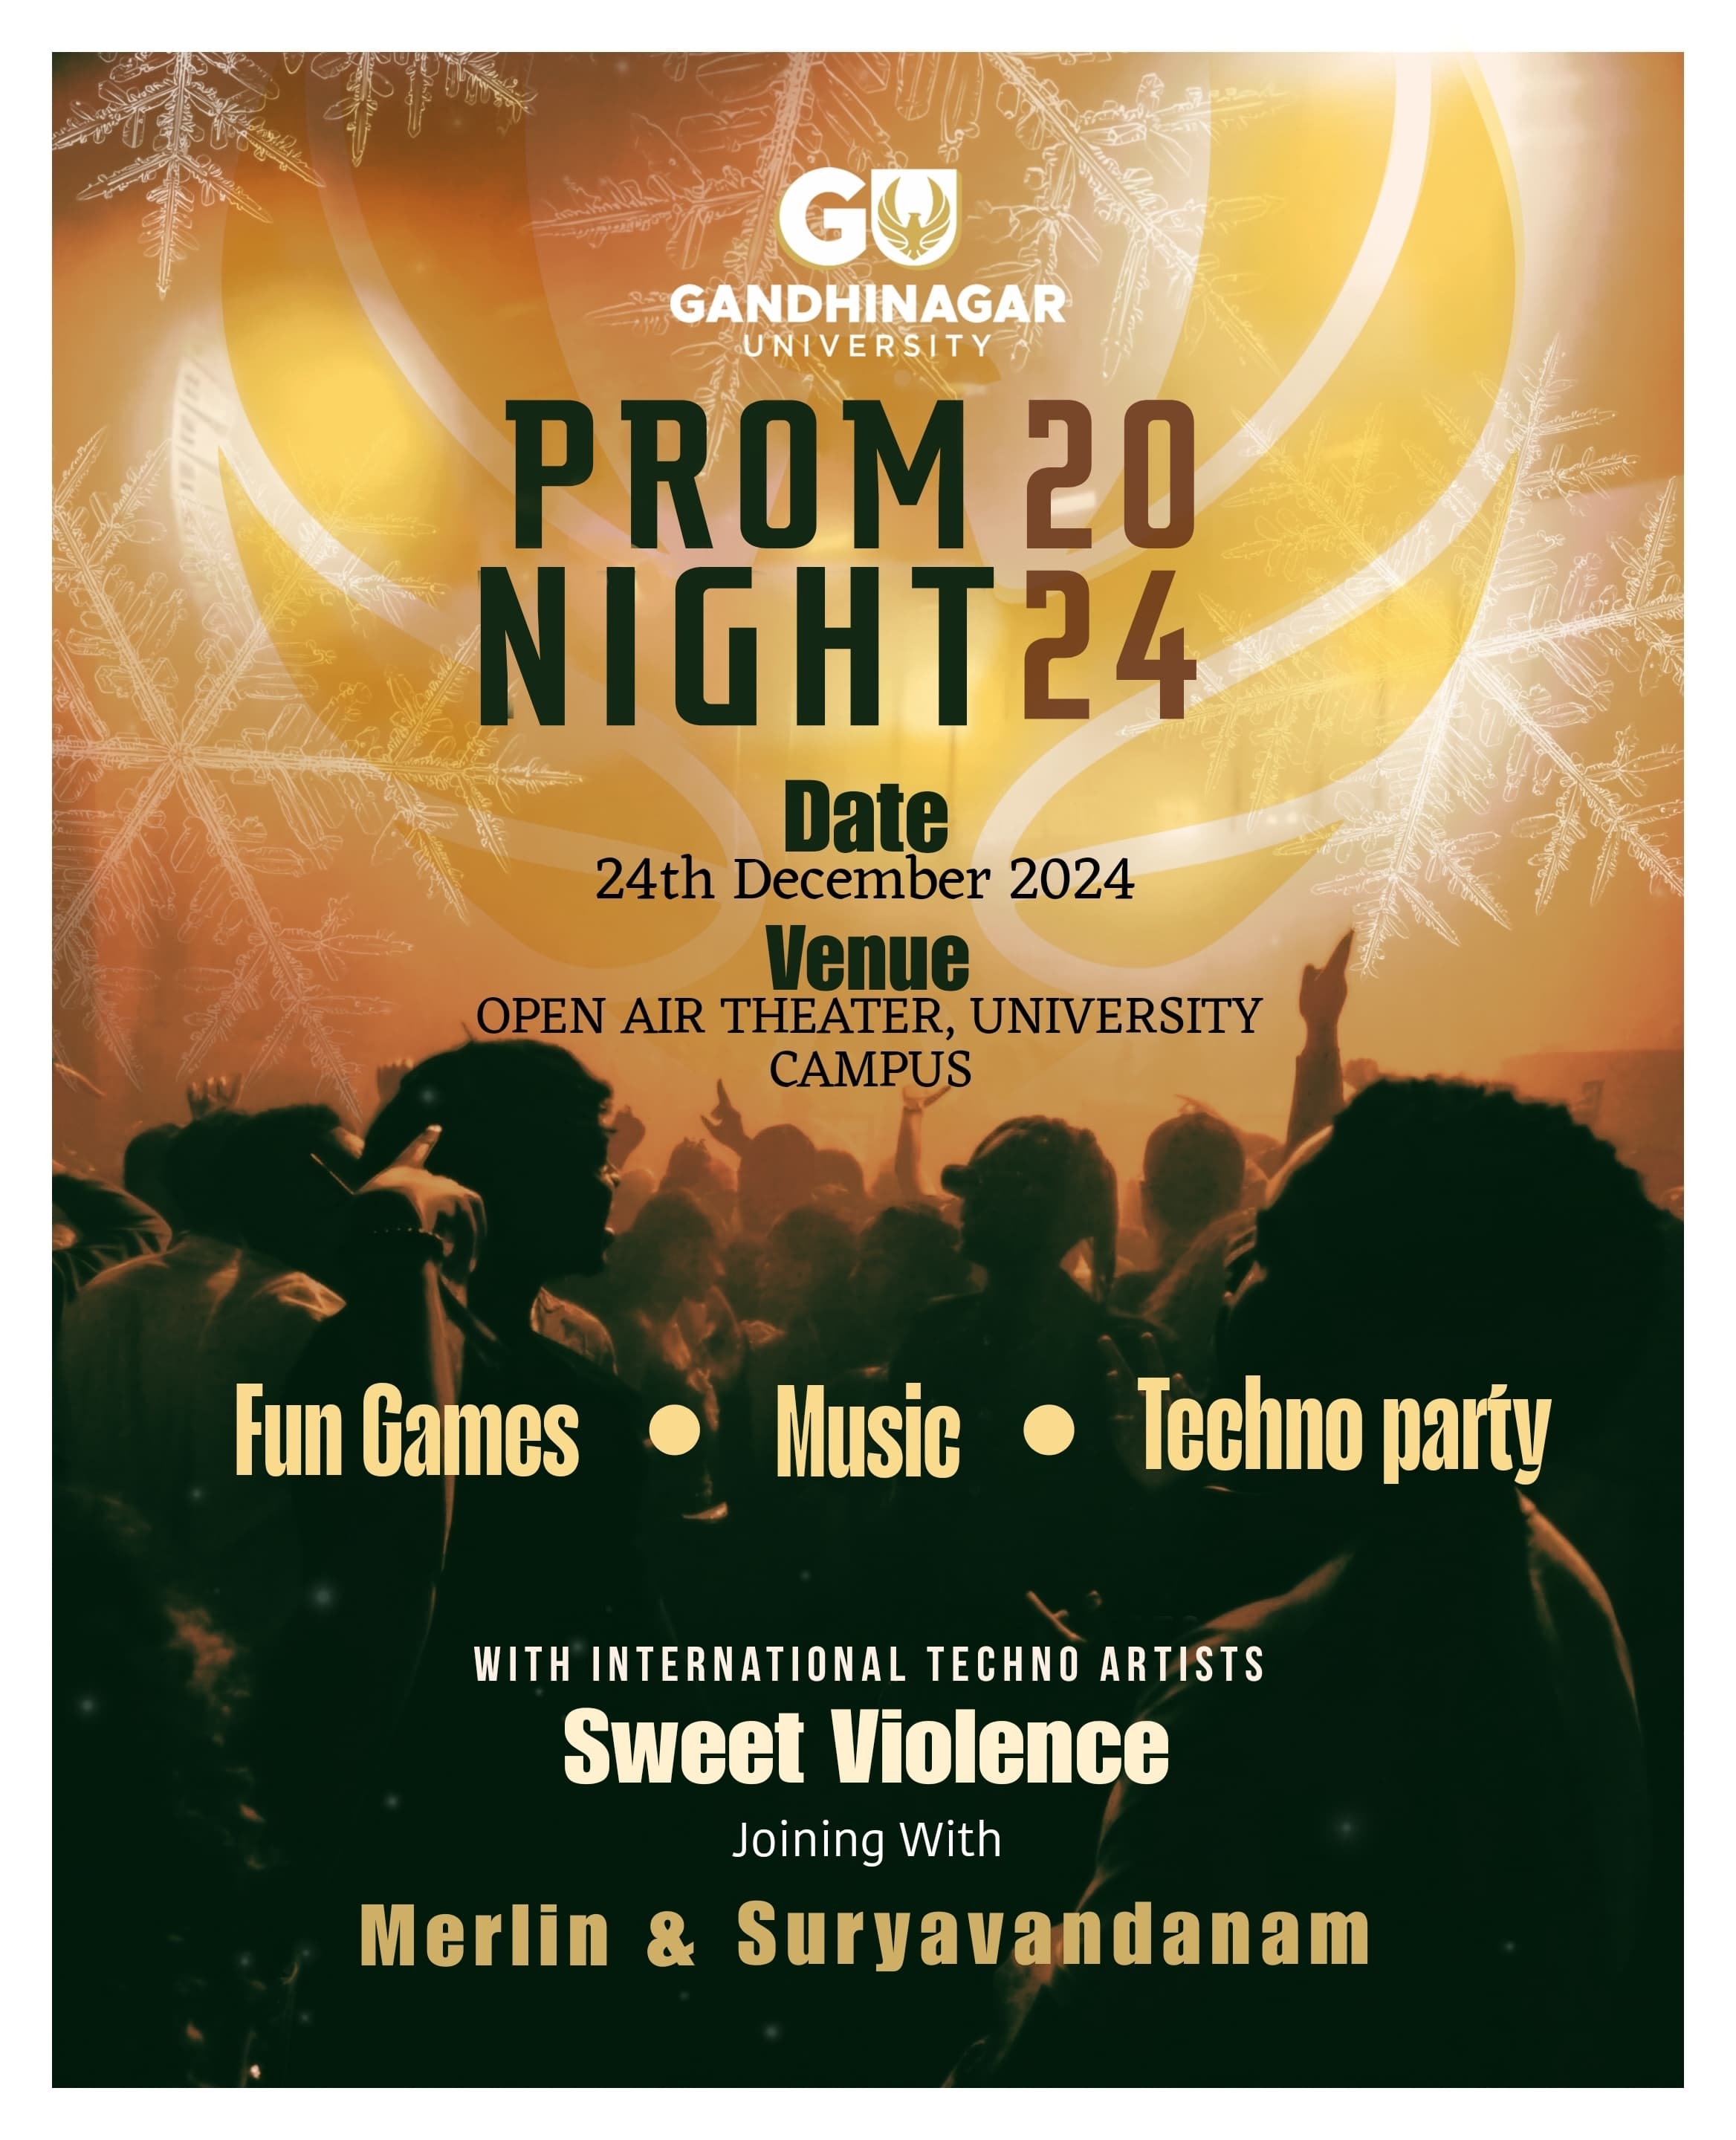 GU
GANDHINAGAR
UNIVERSITY
PROM 20
NIGHT 24
Date
24th December 2024
Venue
OPEN AIR THEATER, UNIVERSITY
CAMPUS
Fun Games ● Music ● Techno party
WITH INTERNATIONAL TECHNO ARTISTS
Sweet Violence
Joining With
Merlin & Suryavandanam